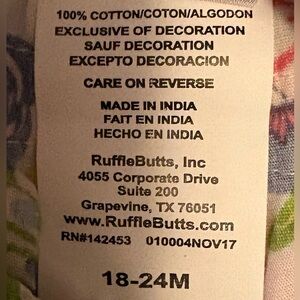 100% COTTON/COTON/ALGODON
EXCLUSIVE OF DECORATION
SAUF DECORATION
EXCEPTO DECORACION
CARE ON REVERSE
MADE IN INDIA
FAIT EN INDIA
HECHO EN INDIA
RuffleButts, Inc
4055 Corporate Drive
Suite 200
Grapevine, TX 76051
www.RuffleButts.com
RN#142453 010004NOV17
18-24M